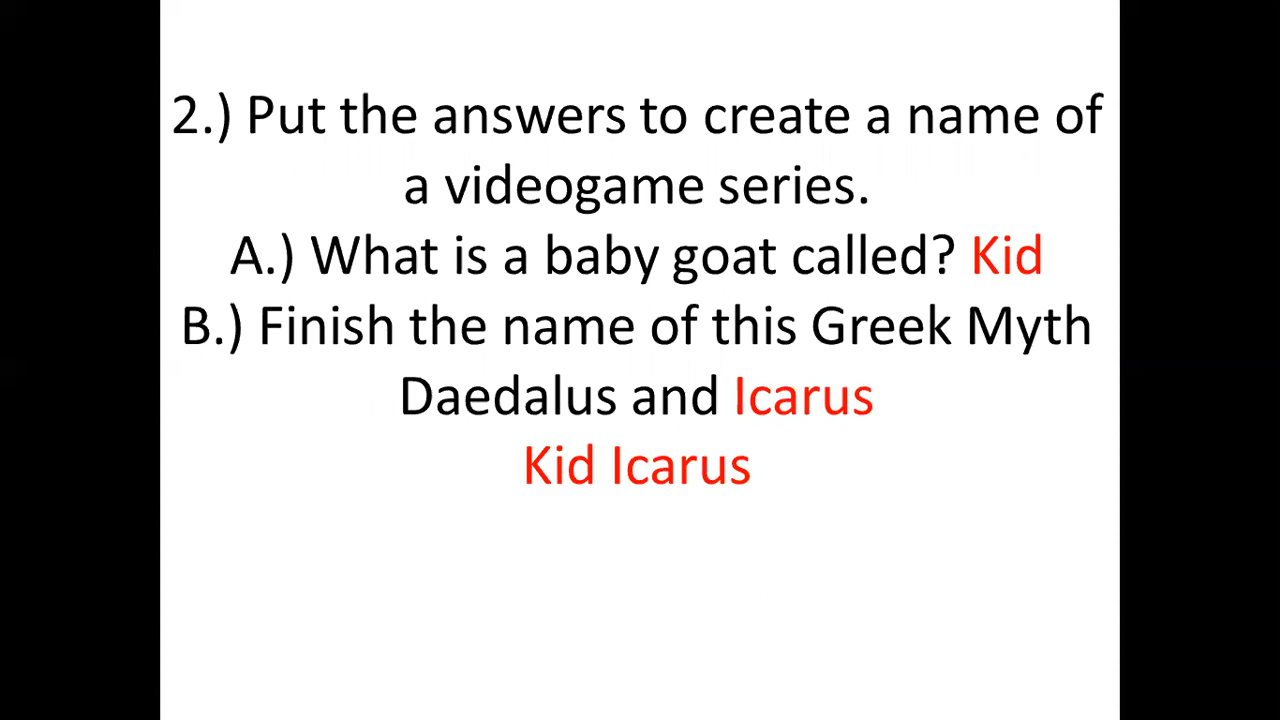 2.) Put the answers to create a name of
a videogame series.
A.) What is a baby goat called? Kid
B.) Finish the name of this Greek Myth
Daedalus and Icarus
Kid Icarus